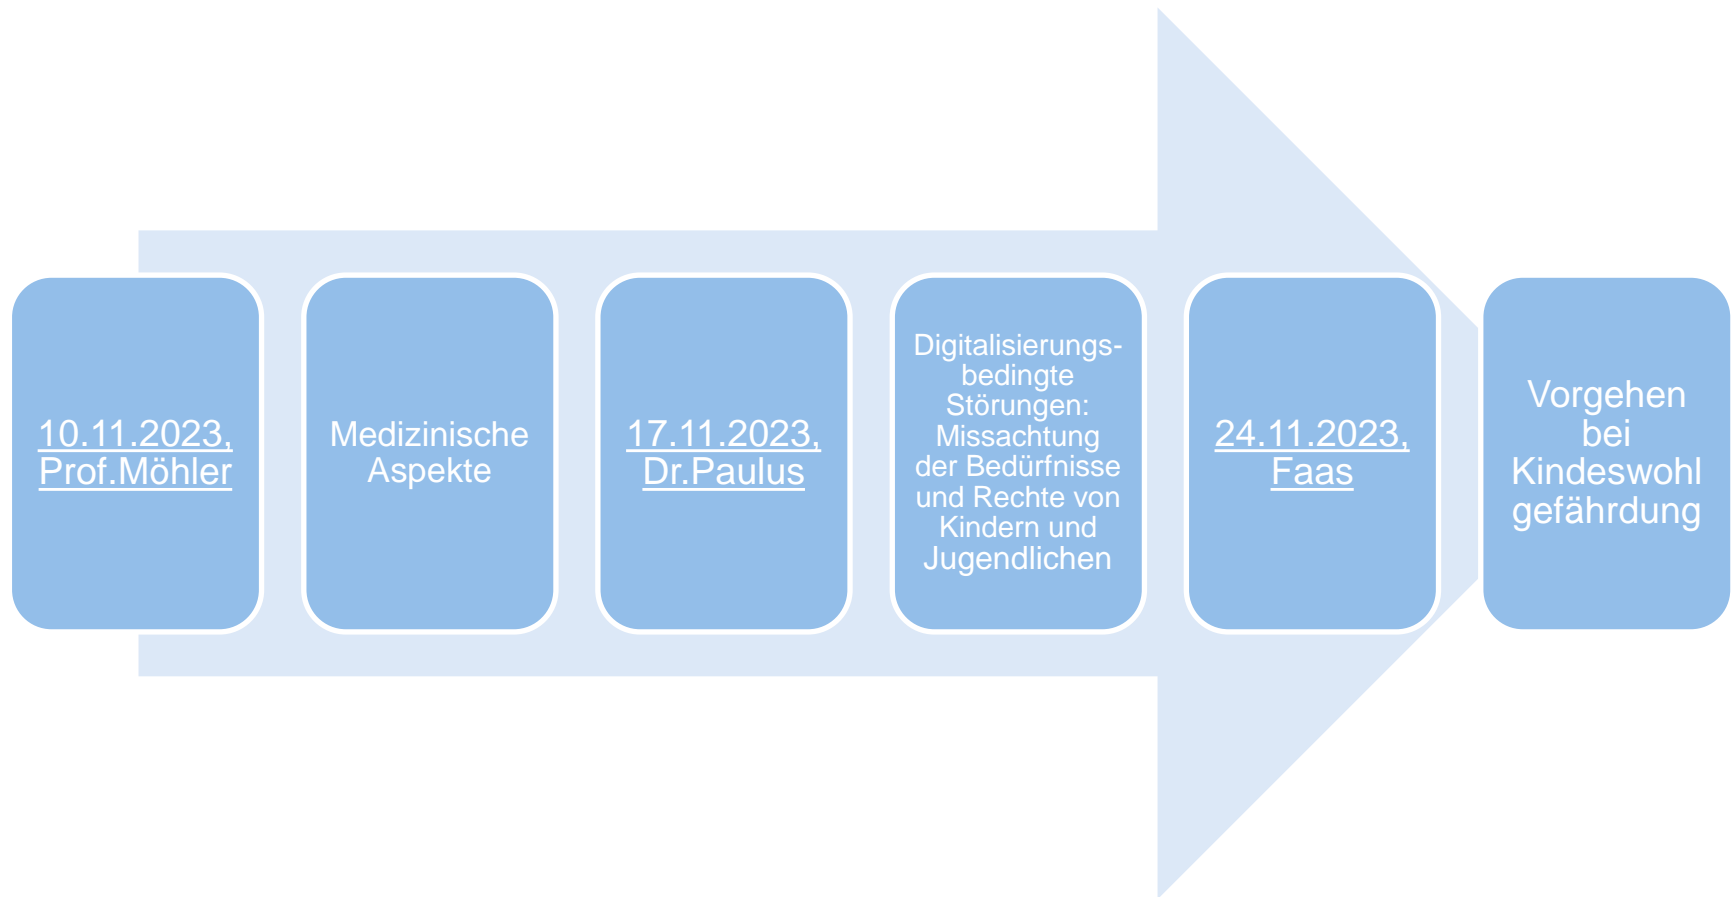 10.11.2023,
Prof.Möhler
Medizinische
Aspekte
17.11.2023,
Dr.Paulus
Digitalisierungs-
bedingte
Störungen:
Missachtung
der Bedürfnisse
und Rechte von
Kindern und
Jugendlichen
24.11.2023,
Faas
Vorgehen
bei
Kindeswohl
gefährdung